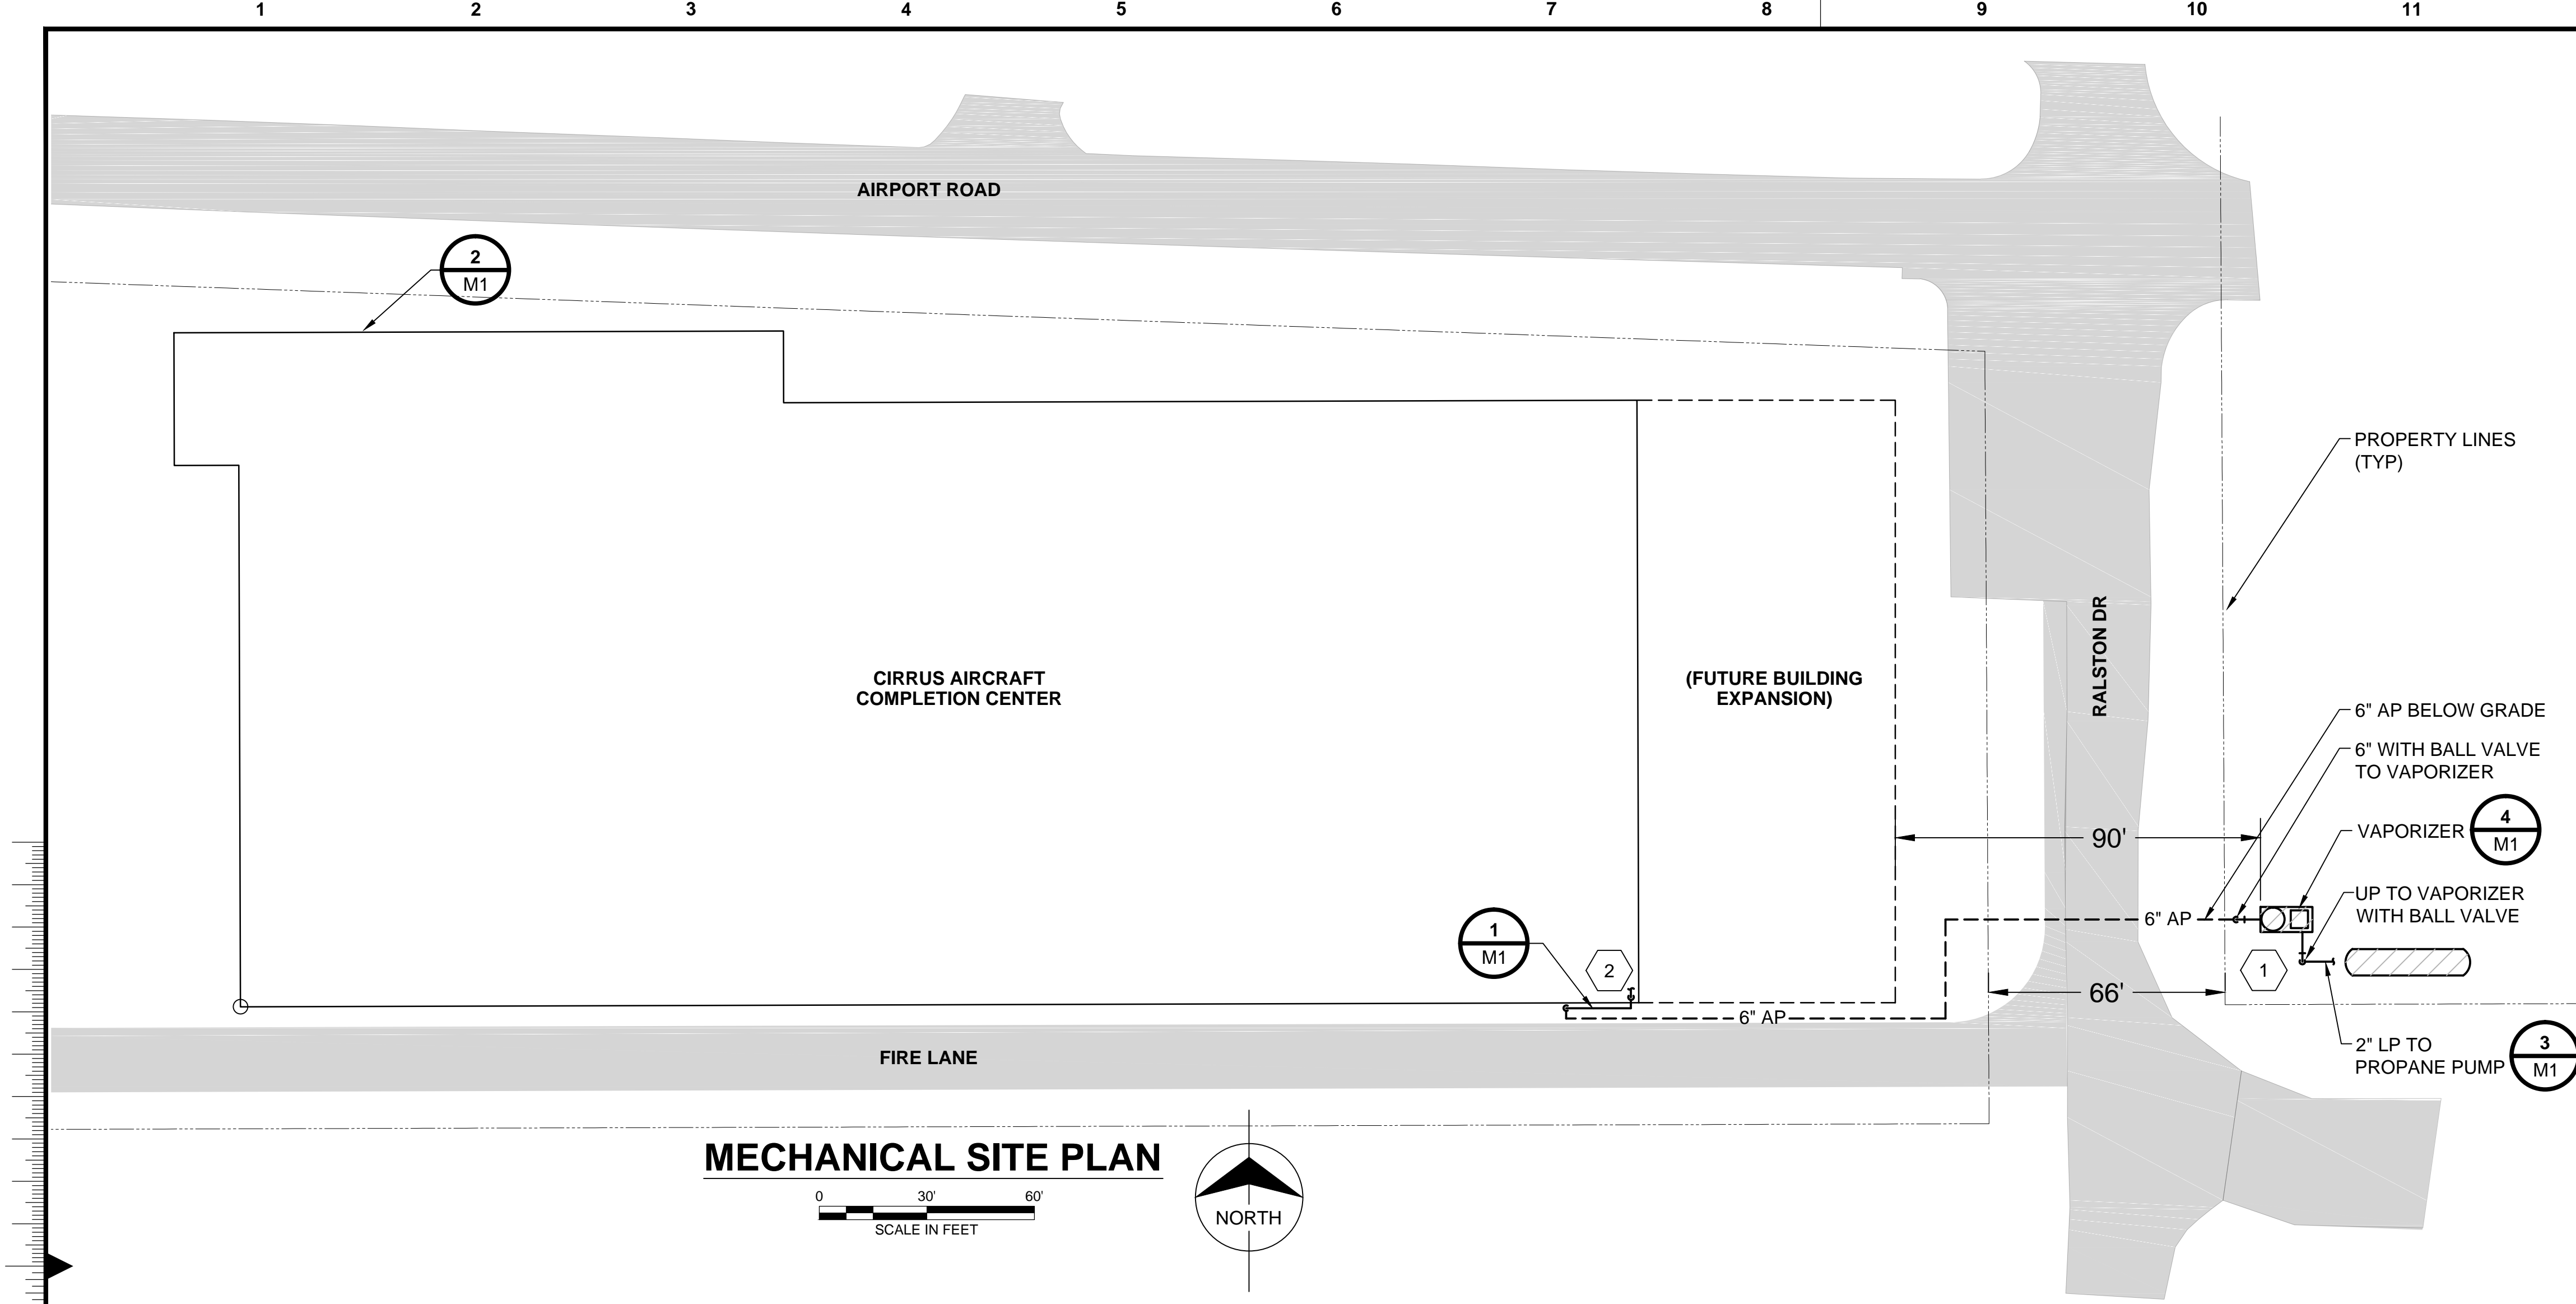 1 2 3 4 5 6 7 8 9 10 11
AIRPORT ROAD
2
M1
PROPERTY LINES
(TYP)
CIRRUS AIRCRAFT
COMPLETION CENTER
(FUTURE BUILDING
EXPANSION)
RALSTON DR
6" AP BELOW GRADE
6" WITH BALL VALVE
TO VAPORIZER
VAPORIZER
4
M1
90'
UP TO VAPORIZER
WITH BALL VALVE
6" AP
1
M1
2
1
66'
6" AP
2" LP TO
PROPANE PUMP
3
M1
FIRE LANE
MECHANICAL SITE PLAN
0 30' 60'
SCALE IN FEET
NORTH